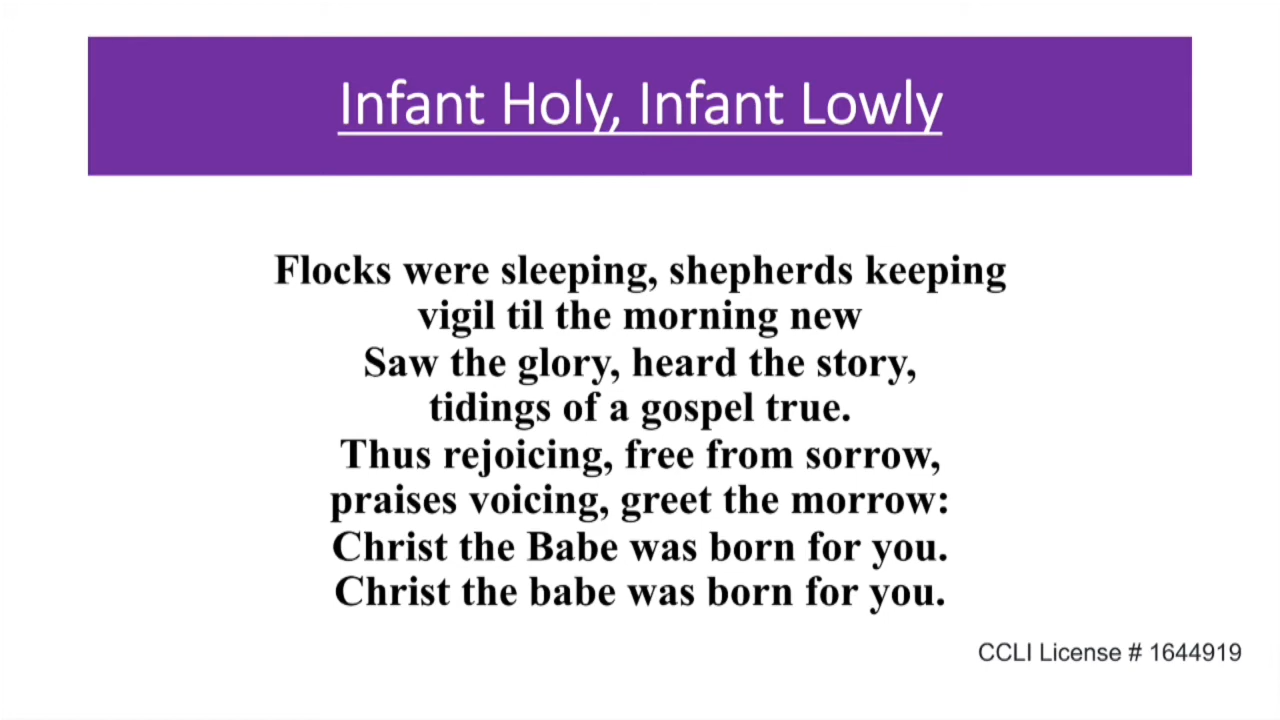 Infant Holy, Infant Lowly
Flocks were sleeping, shepherds keeping
vigil til the morning new
Saw the glory, heard the story,
tidings of a gospel true.
Thus rejoicing, free from sorrow,
praises voicing, greet the morrow:
Christ the Babe was born for you.
Christ the babe was born for you.
CCLI License # 1644919